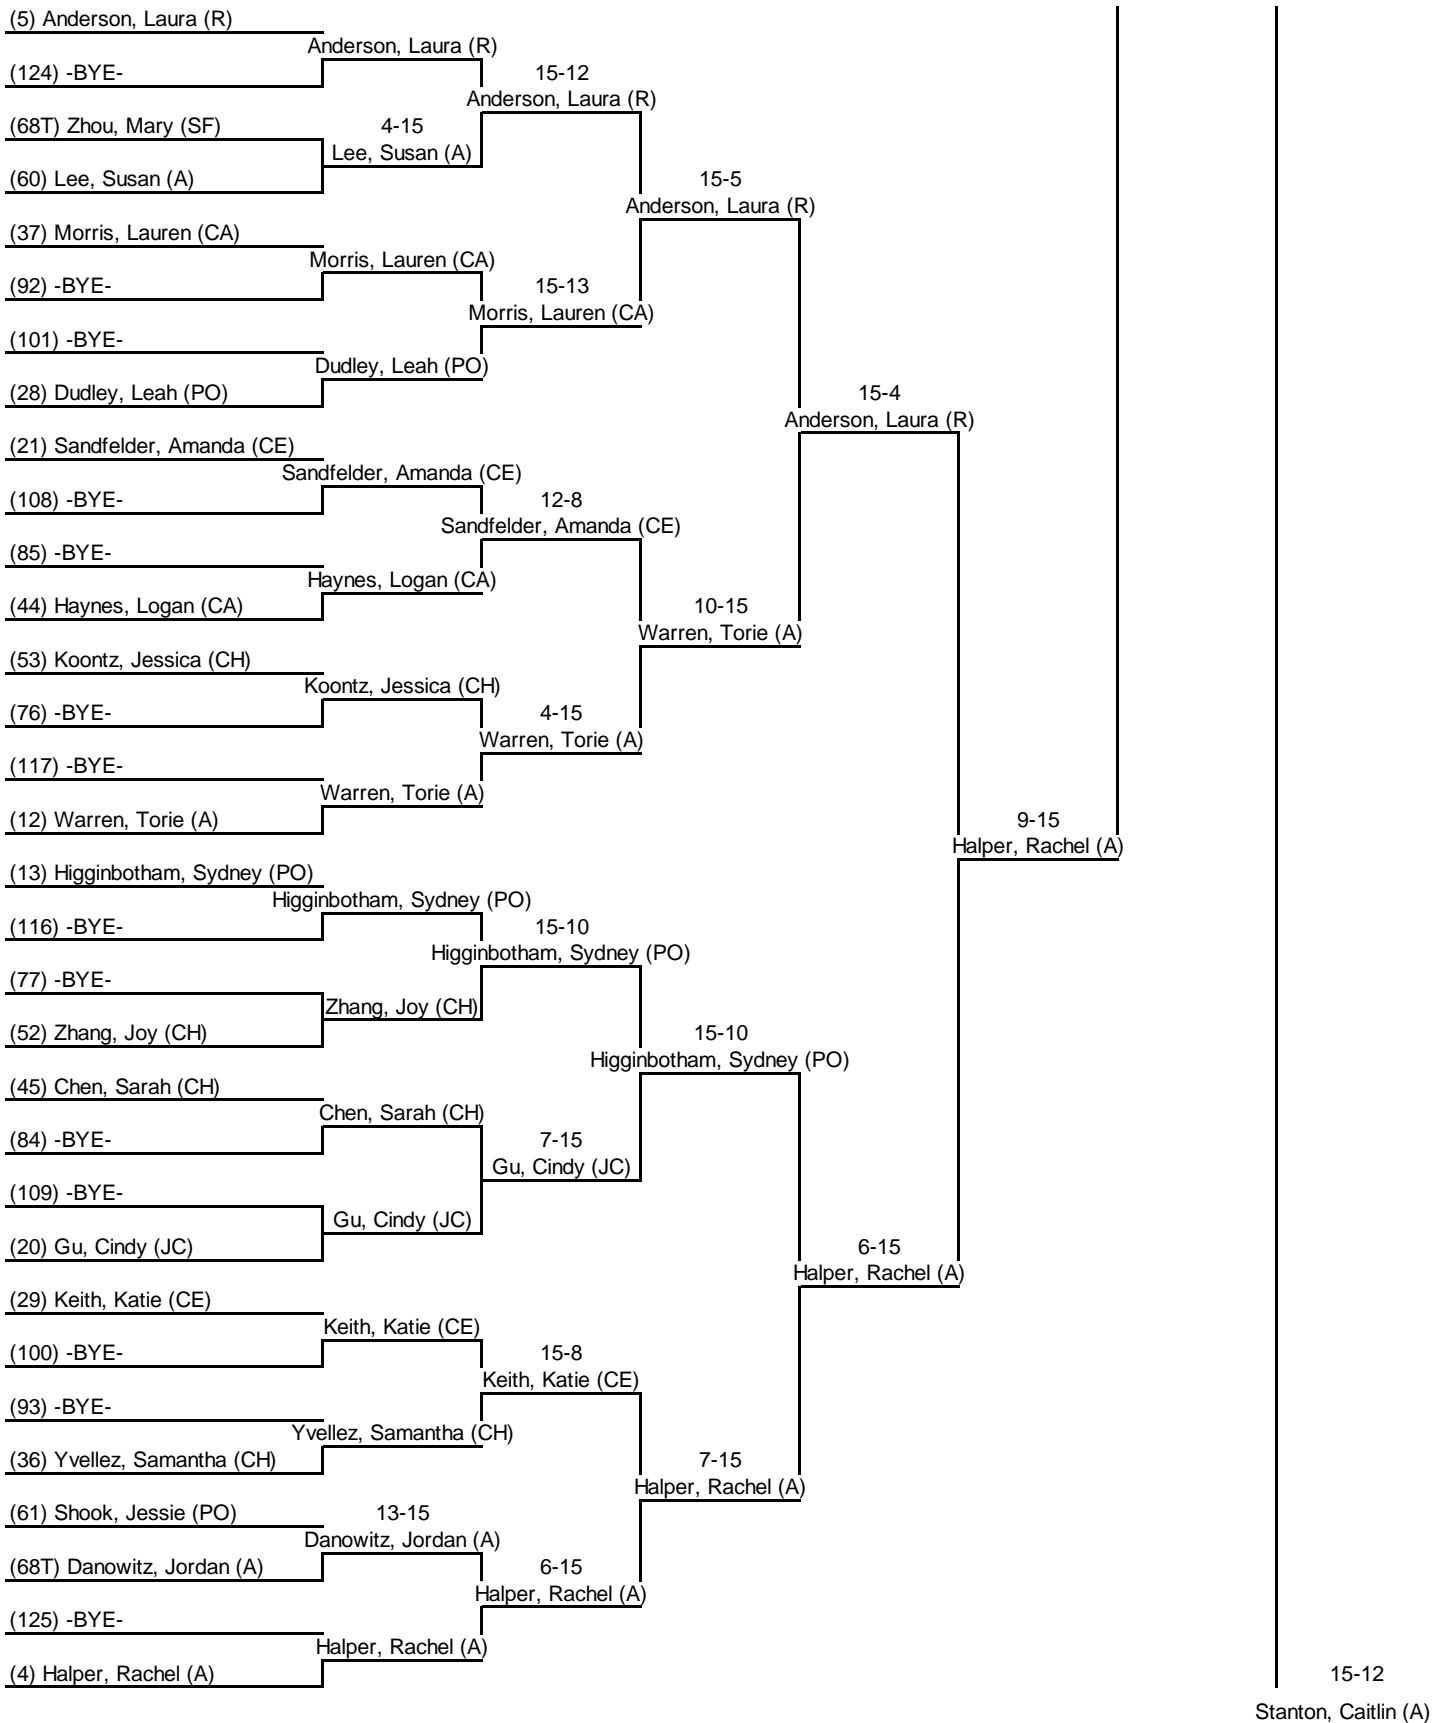 (5) Anderson, Laura (R)
Anderson, Laura (R)
(124) -BYE-
15-12
Anderson, Laura (R)
(68T) Zhou, Mary (SF)
4-15
Lee, Susan (A)
(60) Lee, Susan (A)
15-5
Anderson, Laura (R)
(37) Morris, Lauren (CA)
Morris, Lauren (CA)
(92) -BYE-
15-13
Morris, Lauren (CA)
(101) -BYE-
Dudley, Leah (PO)
(28) Dudley, Leah (PO)
15-4
Anderson, Laura (R)
(21) Sandfelder, Amanda (CE)
Sandfelder, Amanda (CE)
(108) -BYE-
12-8
Sandfelder, Amanda (CE)
(85) -BYE-
Haynes, Logan (CA)
(44) Haynes, Logan (CA)
10-15
Warren, Torie (A)
(53) Koontz, Jessica (CH)
Koontz, Jessica (CH)
(76) -BYE-
4-15
Warren, Torie (A)
(117) -BYE-
Warren, Torie (A)
(12) Warren, Torie (A)
9-15
Halper, Rachel (A)
(13) Higginbotham, Sydney (PO)
Higginbotham, Sydney (PO)
(116) -BYE-
15-10
Higginbotham, Sydney (PO)
(77) -BYE-
Zhang, Joy (CH)
(52) Zhang, Joy (CH)
15-10
Higginbotham, Sydney (PO)
(45) Chen, Sarah (CH)
Chen, Sarah (CH)
(84) -BYE-
7-15
Gu, Cindy (JC)
(109) -BYE-
Gu, Cindy (JC)
(20) Gu, Cindy (JC)
6-15
Halper, Rachel (A)
(29) Keith, Katie (CE)
Keith, Katie (CE)
(100) -BYE-
15-8
Keith, Katie (CE)
(93) -BYE-
Yvellez, Samantha (CH)
(36) Yvellez, Samantha (CH)
7-15
Halper, Rachel (A)
(61) Shook, Jessie (PO)
13-15
Danowitz, Jordan (A)
(68T) Danowitz, Jordan (A)
6-15
Halper, Rachel (A)
(125) -BYE-
Halper, Rachel (A)
(4) Halper, Rachel (A)
15-12
Stanton, Caitlin (A)